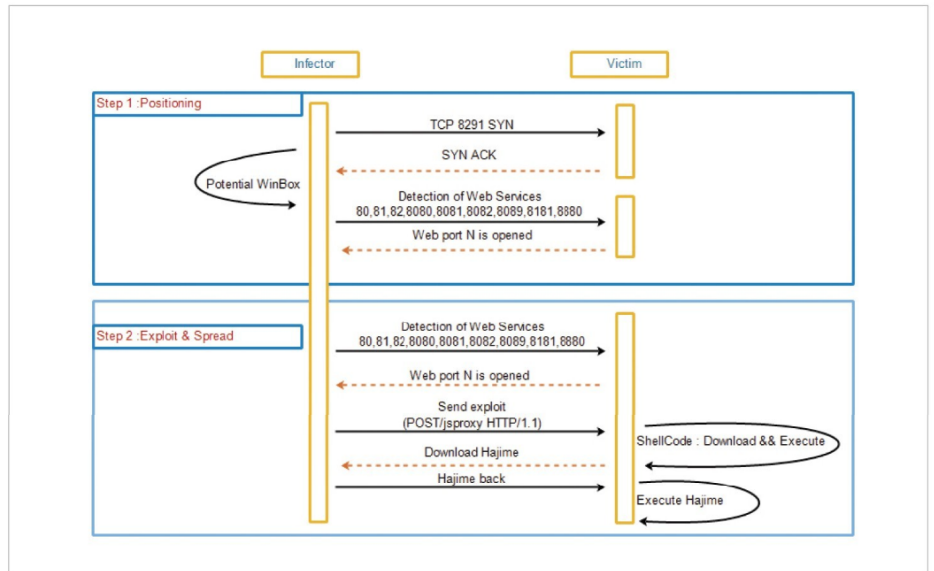 Infector
Victim
Step 1 :Positioning
TCP 8291 SYN
SYN ACK
Potential WinBox
Detection of Web Services
80,81,82,8080,8081,8082,8089,8181,8880
Web port N is opened
Step 2 :Exploit & Spread
Detection of Web Services
80,81,82,8080,8081,8082,8089,8181,8880
Web port N is opened
Send exploit
(POST/jsproxy HTTP/1.1)
ShellCode : Download && Execute
Download Hajime
Hajime back
Execute Hajime